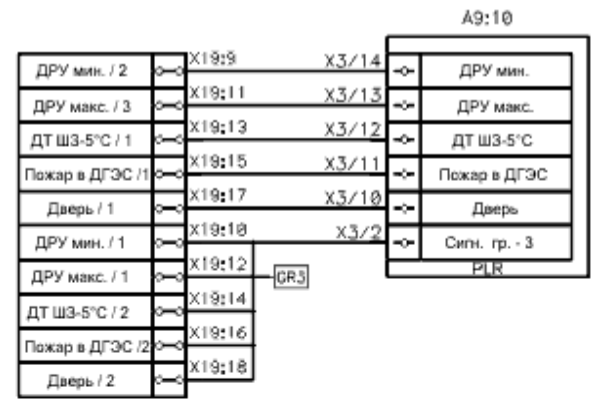 А9:10
ДРУ мин. / 2 X19:9 X3/14 ДРУ мин.
ДРУ макс. / 3 X19:11 X3/13 ДРУ макс.
ДТ ШЗ-5°С / 1 X19:13 X3/12 ДТ ШЗ-5°С
Пожар в ДГЭС /1 X19:15 X3/11 Пожар в ДГЭС
Дверь / 1 X19:17 X3/10 Дверь
ДРУ мин. / 1 X19:10 X3/2 Сигн. гр. - 3
ДРУ макс. / 1 X19:12 GR3 PLR
ДТ ШЗ-5°С / 2 X19:14
Пожар в ДГЭС /2 X19:16
Дверь / 2 X19:18